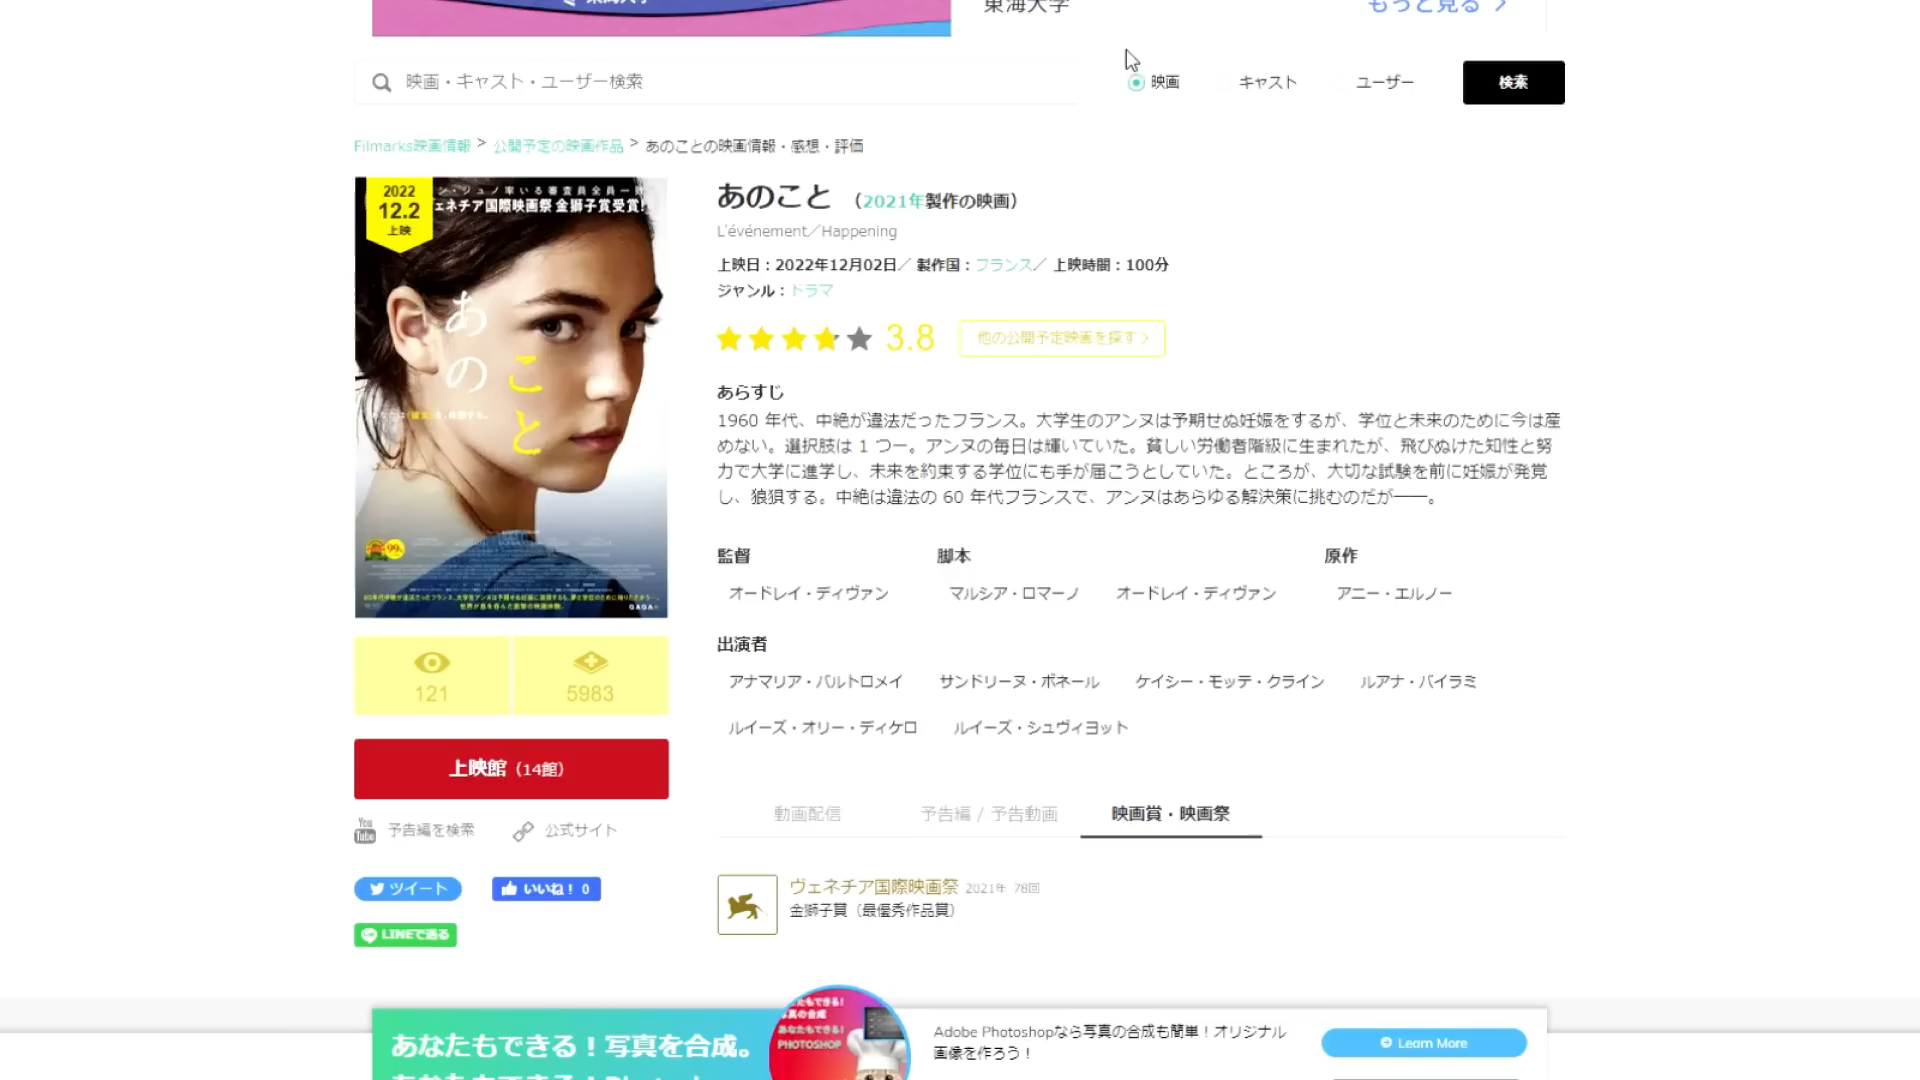 東海大学
もっと見る
映画・キャスト・ユーザー検索
映画
キャスト
ユーザー
検索
Filmarks映画情報 > 公開予定の映画作品 > あのことの映画情報・感想・評価
2022
12.2
上映
ン・ジュノ率いる審査員全員一致
ェネチア国際映画祭 金獅子賞受賞!
あの
こと
99%
GAGA
あのこと （2021年製作の映画）
L'événement／Happening
上映日：2022年12月02日／ 製作国：フランス／ 上映時間：100分
ジャンル：ドラマ
3.8
他の公開予定映画を探す >
あらすじ
1960 年代、中絶が違法だったフランス。大学生のアンヌは予期せぬ妊娠をするが、学位と未来のために今は産
めない。選択肢は 1 つー。アンヌの毎日は輝いていた。貧しい労働者階級に生まれたが、飛びぬけた知性と努
力で大学に進学し、未来を約束する学位にも手が届こうとしていた。ところが、大切な試験を前に妊娠が発覚
し、狼狽する。中絶は違法の 60 年代フランスで、アンヌはあらゆる解決策に挑むのだが――。
監督
脚本
原作
オードレイ・ディヴァン
マルシア・ロマーノ
オードレイ・ディヴァン
アニー・エルノー
出演者
アナマリア・バルトロメイ
サンドリーヌ・ボネール
ケイシー・モッテ・クライン
ルアナ・バイラミ
ルイーズ・オリー・ディケロ
ルイーズ・シュヴィヨット
121
5983
上映館（14館）
You Tube 予告編を検索
公式サイト
ツイート
いいね！ 0
LINEで送る
動画配信
予告編 / 予告動画
映画賞・映画祭
ヴェネチア国際映画祭 2021年 78回
金獅子賞（最優秀作品賞）
あなたもできる！写真を合成。
PHOTOSHOP
Adobe Photoshopなら写真の合成も簡単！オリジナル
画像を作ろう！
Learn More